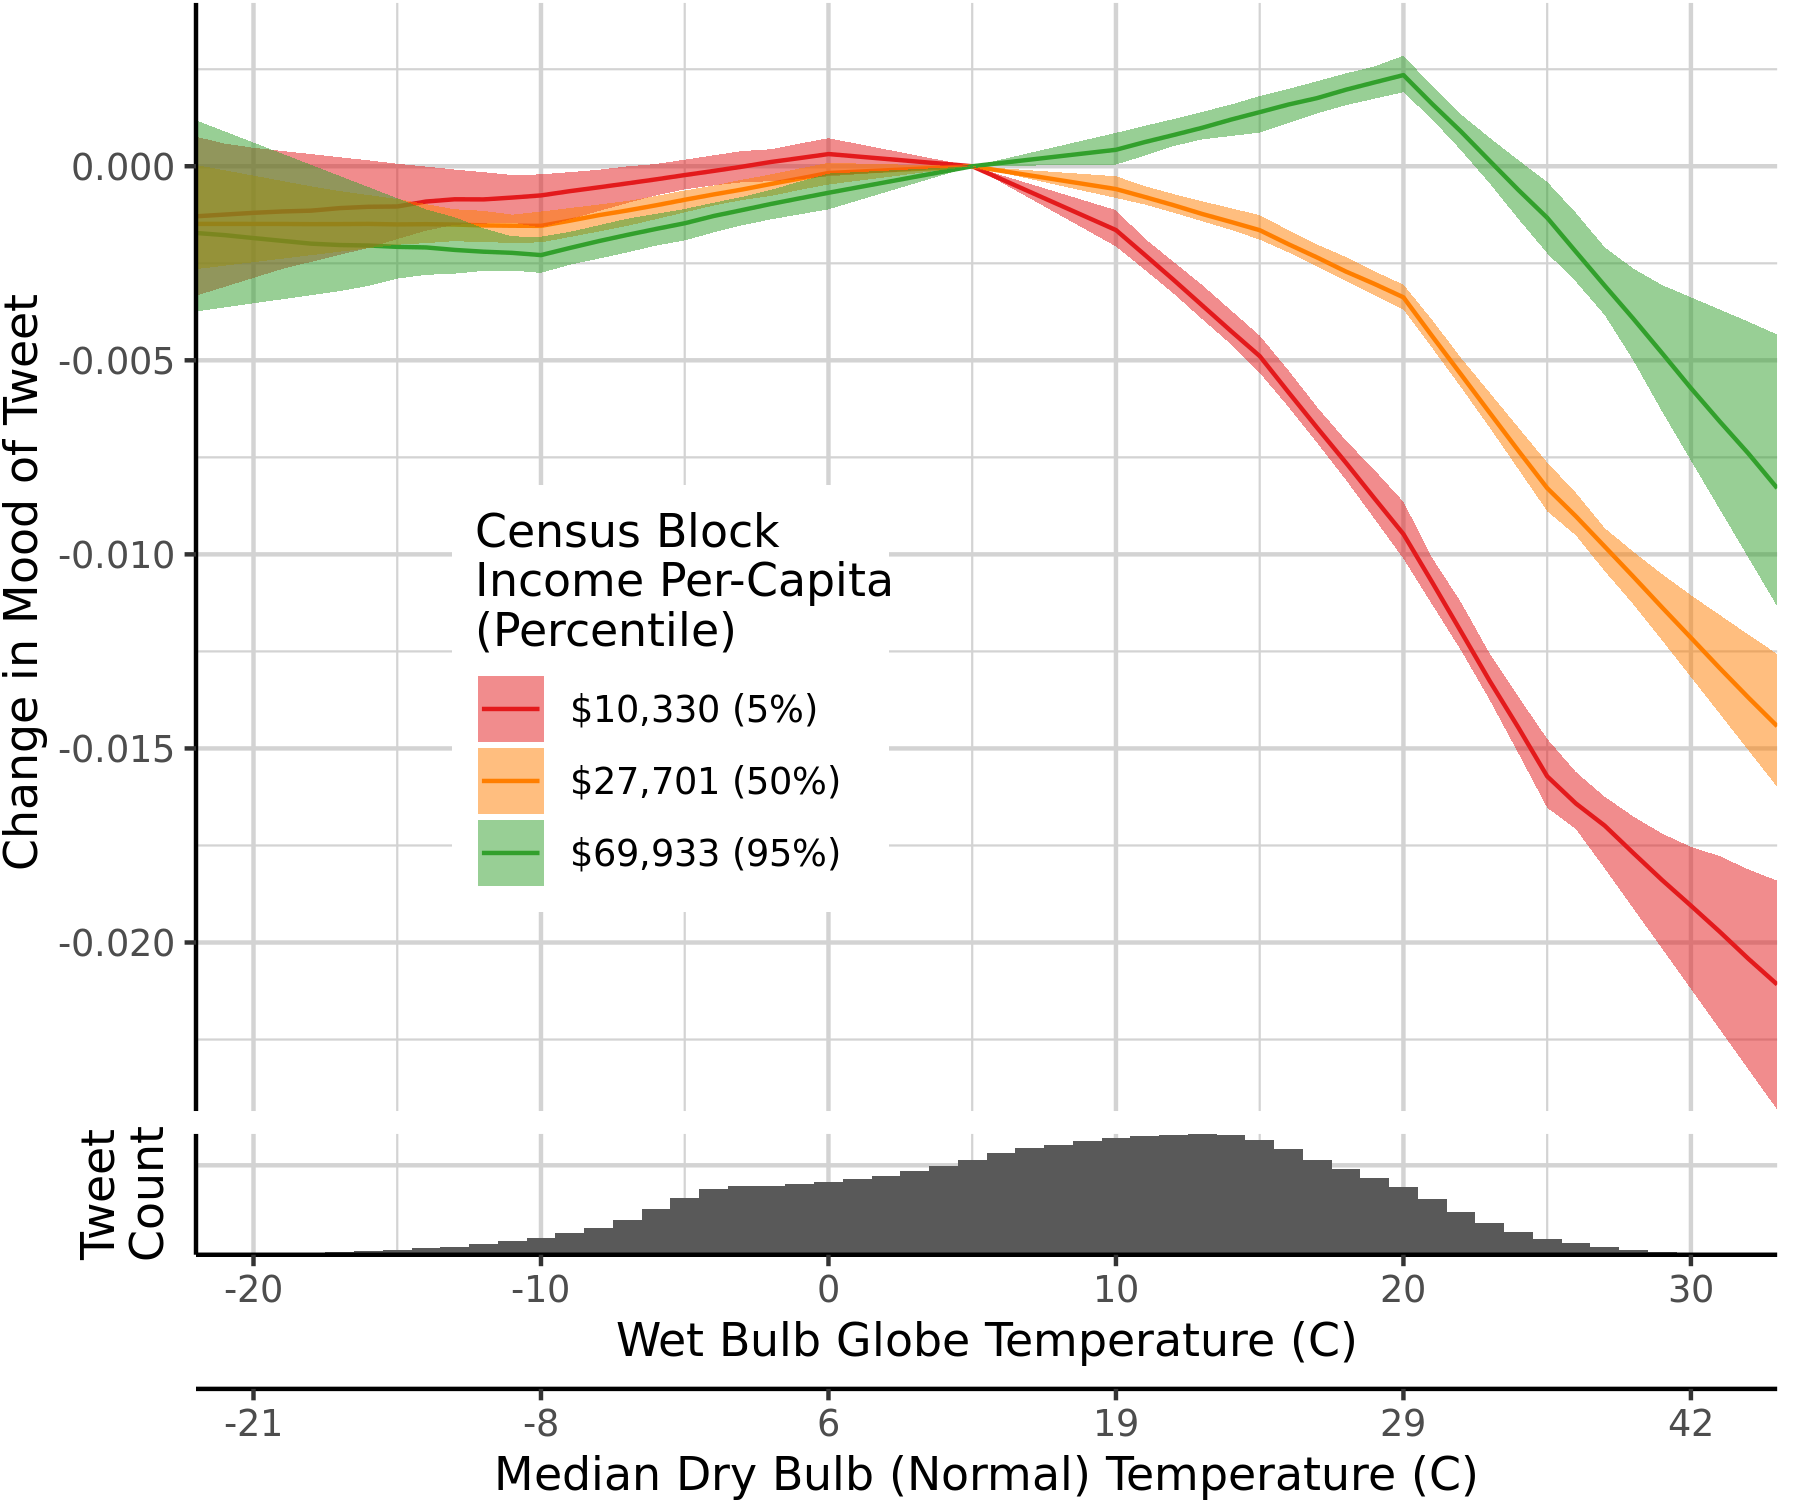 Change in Mood of Tweet
0.000
-0.005
-0.010
-0.015
-0.020
Census Block
Income Per-Capita
(Percentile)
$10,330 (5%)
$27,701 (50%)
$69,933 (95%)
Tweet
Count
-20 -10 0 10 20 30
Wet Bulb Globe Temperature (C)
-21 -8 6 19 29 42
Median Dry Bulb (Normal) Temperature (C)